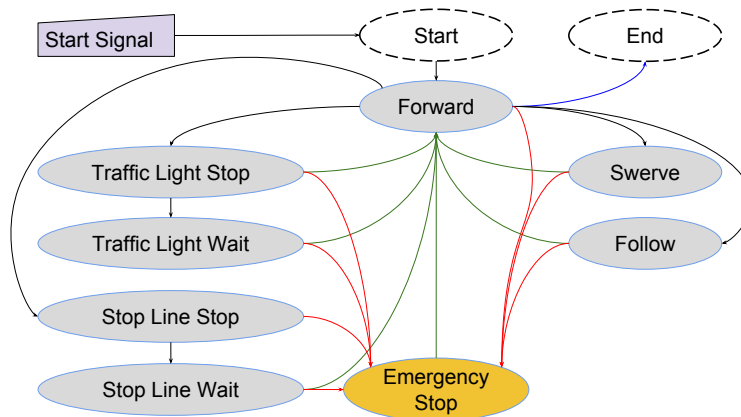 Start Signal
Start
End
Forward
Traffic Light Stop
Swerve
Traffic Light Wait
Follow
Stop Line Stop
Stop Line Wait
Emergency
Stop